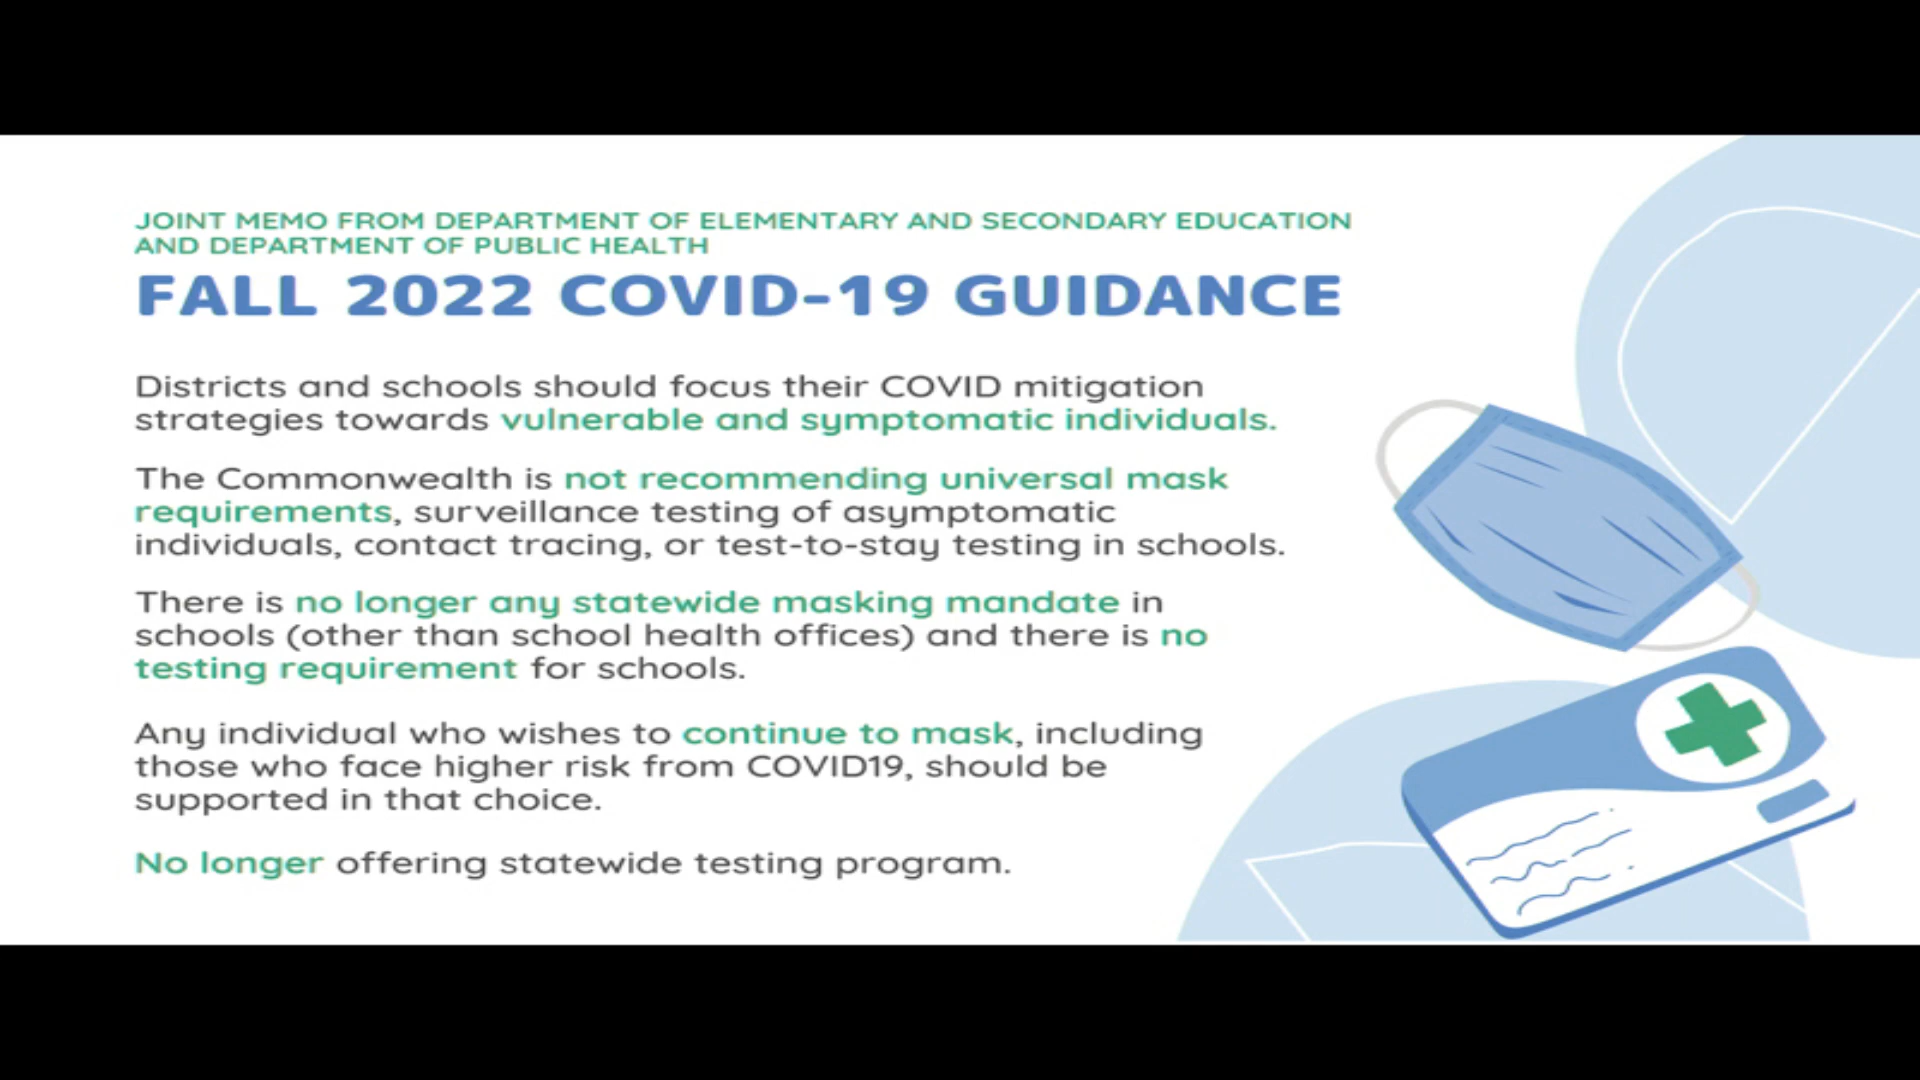 JOINT MEMO FROM DEPARTMENT OF ELEMENTARY AND SECONDARY EDUCATION
AND DEPARTMENT OF PUBLIC HEALTH
FALL 2022 COVID-19 GUIDANCE
Districts and schools should focus their COVID mitigation
strategies towards vulnerable and symptomatic individuals.
The Commonwealth is not recommending universal mask
requirements, surveillance testing of asymptomatic
individuals, contact tracing, or test-to-stay testing in schools.
There is no longer any statewide masking mandate in
schools (other than school health offices) and there is no
testing requirement for schools.
Any individual who wishes to continue to mask, including
those who face higher risk from COVID19, should be
supported in that choice.
No longer offering statewide testing program.